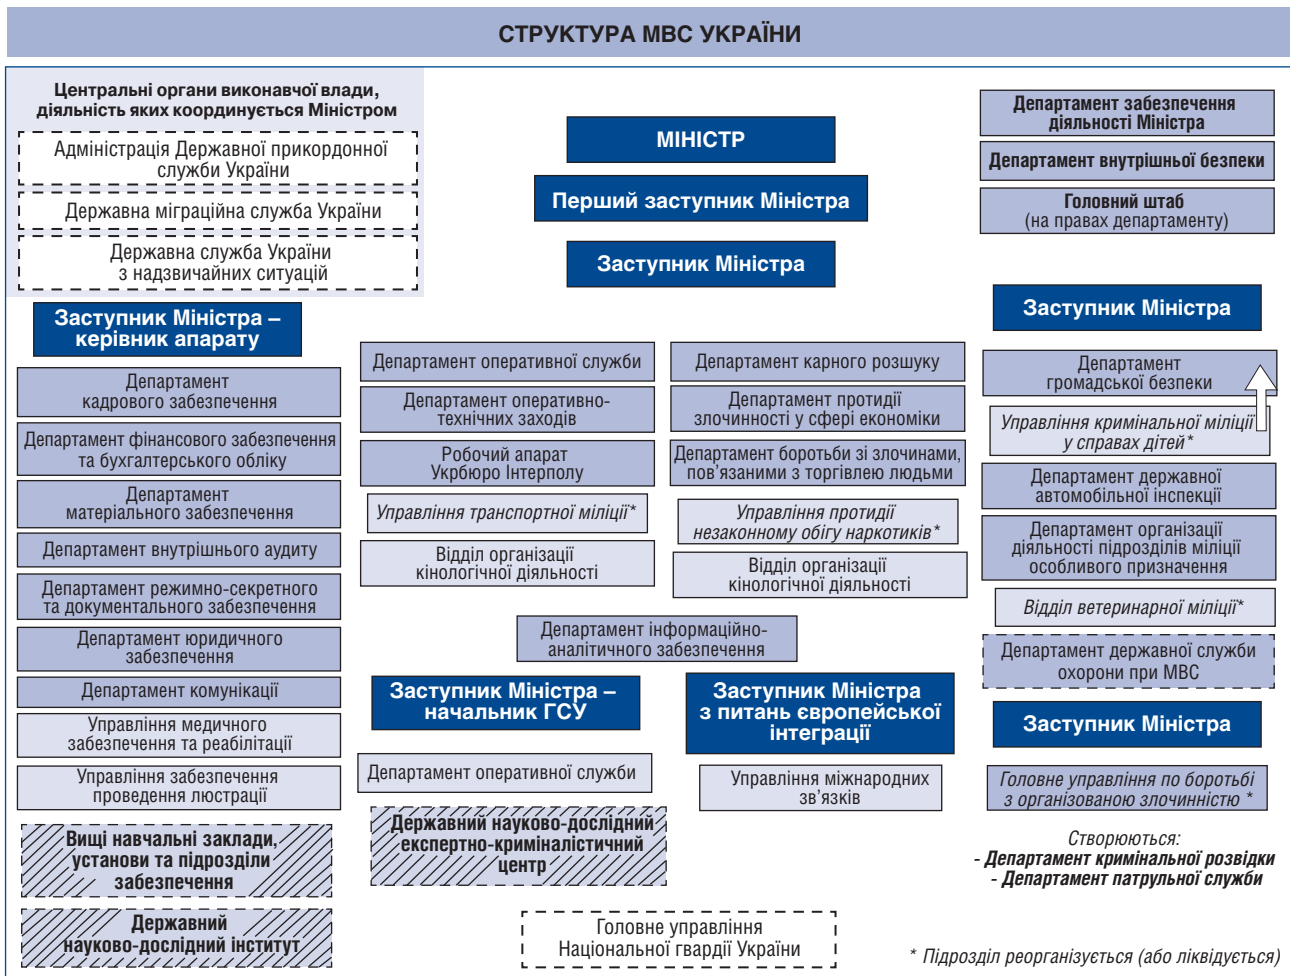 СТРУКТУРА МВС УКРАЇНИ
Центральні органи виконавчої влади,
діяльність яких координується Міністром
Адміністрація Державної прикордонної
служби України
Державна міграційна служба України
Державна служба України
з надзвичайних ситуацій
МІНІСТР
Перший заступник Міністра
Заступник Міністра
Департамент забезпечення
діяльності Міністра
Департамент внутрішньої безпеки
Головний штаб
(на правах департаменту)
Заступник Міністра –
керівник апарату
Департамент
кадрового забезпечення
Департамент фінансового забезпечення
та бухгалтерського обліку
Департамент
матеріального забезпечення
Департамент внутрішнього аудиту
Департамент режимно-секретного
та документального забезпечення
Департамент юридичного
забезпечення
Департамент комунікації
Управління медичного
забезпечення та реабілітації
Управління забезпечення
проведення люстрації
Вищі навчальні заклади,
установи та підрозділи
забезпечення
Державний
науково-дослідний інститут
Департамент оперативної служби
Департамент оперативно-
технічних заходів
Робочий апарат
Укрбюро Інтерполу
Управління транспортної міліції*
Відділ організації
кінологічної діяльності
Департамент карного розшуку
Департамент протидії
злочинності у сфері економіки
Департамент боротьби зі злочинами,
пов’язаними з торгівлею людьми
Управління протидії
незаконному обігу наркотиків*
Відділ організації
кінологічної діяльності
Департамент інформаційно-
аналітичного забезпечення
Заступник Міністра –
начальник ГСУ
Департамент оперативної служби
Державний науково-дослідний
експертно-криміналістичний
центр
Заступник Міністра
з питань європейської
інтеграції
Управління міжнародних
зв’язків
Головне управління
Національної гвардії України
Заступник Міністра
Департамент
громадської безпеки
Управління кримінальної міліції
у справах дітей*
Департамент державної
автомобільної інспекції
Департамент організації
діяльності підрозділів міліції
особливого призначення
Відділ ветеринарної міліції*
Департамент державної служби
охорони при МВС
Заступник Міністра
Головне управління по боротьбі
з організованою злочинністю *
Створюються:
- Департамент кримінальної розвідки
- Департамент патрульної служби
* Підрозділ реорганізується (або ліквідується)